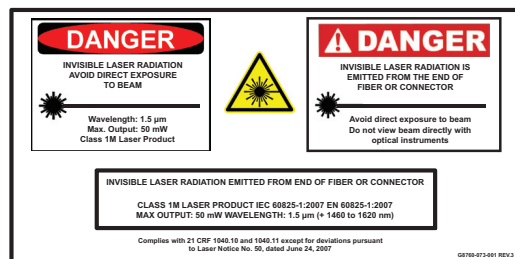 DANGER
INVISIBLE LASER RADIATION
AVOID DIRECT EXPOSURE
TO BEAM
Wavelength: 1.5 µm
Max. Output: 50 mW
Class 1M Laser Product
DANGER
INVISIBLE LASER RADIATION IS
EMITTED FROM THE END OF
FIBER OR CONNECTOR
Avoid direct exposure to beam
Do not view beam directly with
optical instruments
INVISIBLE LASER RADIATION EMITTED FROM END OF FIBER OR CONNECTOR
CLASS 1M LASER PRODUCT IEC 60825-1:2007 EN 60825-1:2007
MAX OUTPUT: 50 mW WAVELENGTH: 1.5 µm (+ 1460 to 1620 nm)
Complies with 21 CRF 1040.10 and 1040.11 except for deviations pursuant
to Laser Notice No. 50, dated June 24, 2007
G8760-073-001 REV.3